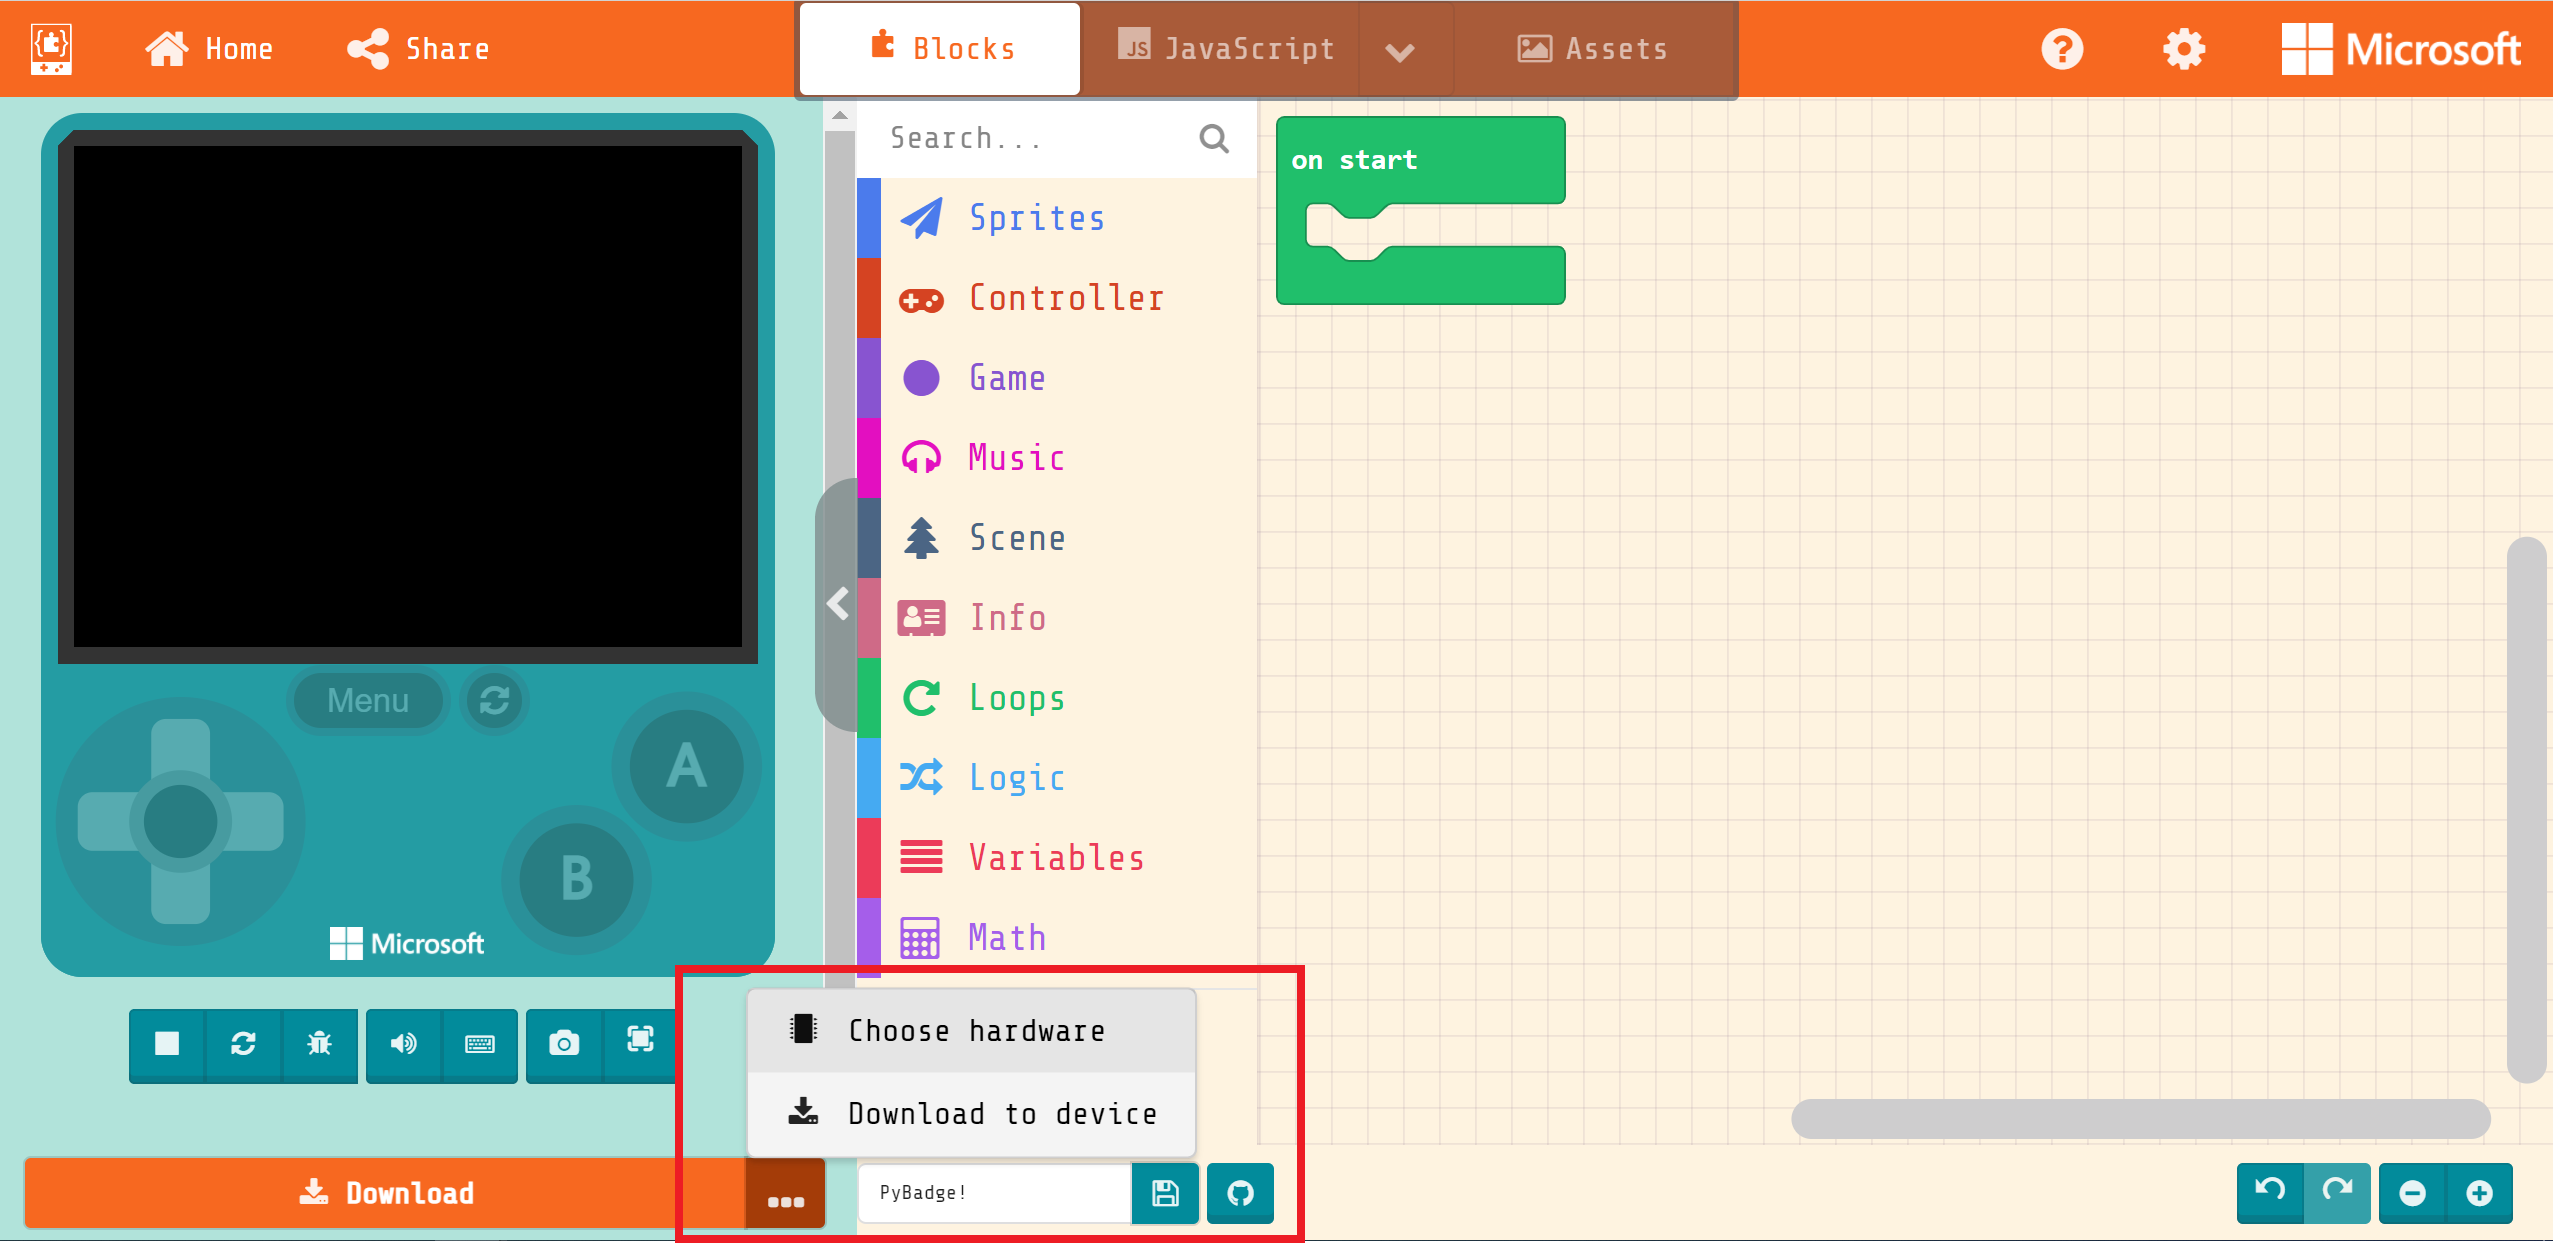 Home
Share
Blocks
JS JavaScript
Assets
Microsoft
Search...
on start
Sprites
Controller
Game
Music
Scene
Info
Loops
Logic
Variables
Math
Menu
A
B
Microsoft
Choose hardware
Download to device
Download
PyBadge!